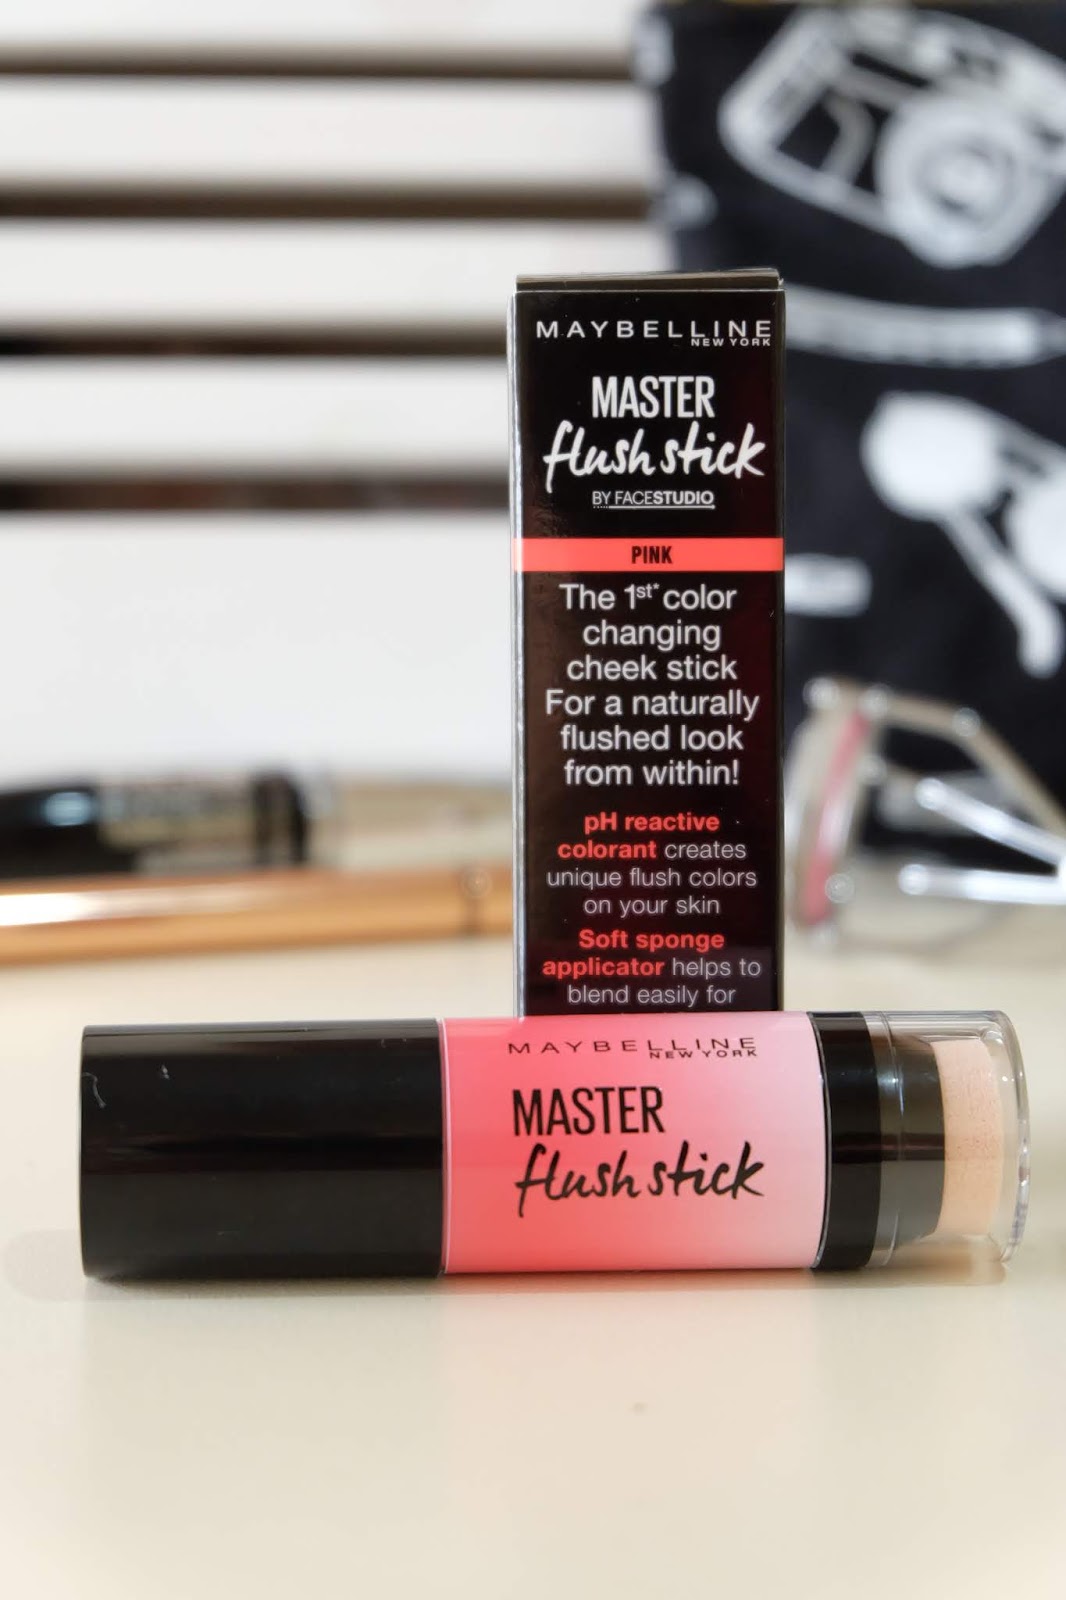 MAYBELLINE
NEW YORK
MASTER
flush stick
BY FACESTUDIO
PINK
The 1st* color
changing
cheek stick
For a naturally
flushed look
from within!
pH reactive
colorant creates
unique flush colors
on your skin
Soft sponge
applicator helps to
blend easily for
MAYBELLINE
NEW YORK
MASTER
flush stick